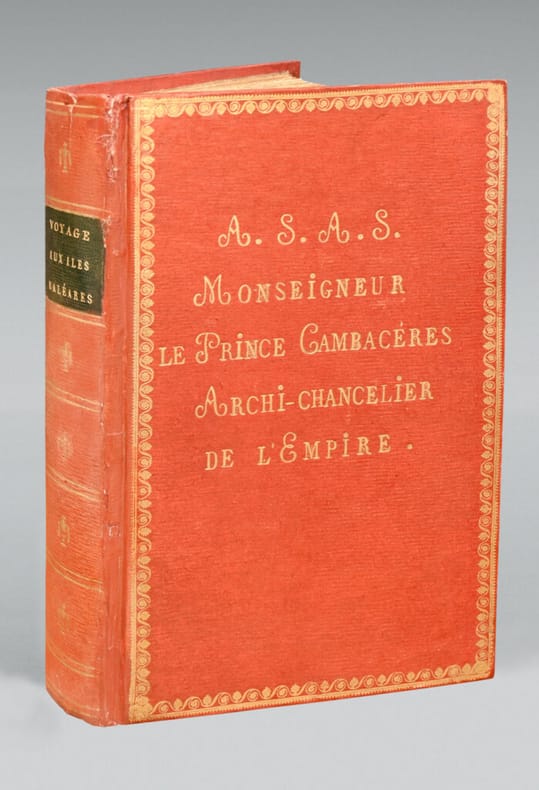 VOYAGE
AUX ILES
BALÉARES
A. S. A. S.
MONSEIGNEUR
LE PRINCE CAMBACÉRES
ARCHI-CHANCELIER
DE L'EMPIRE.